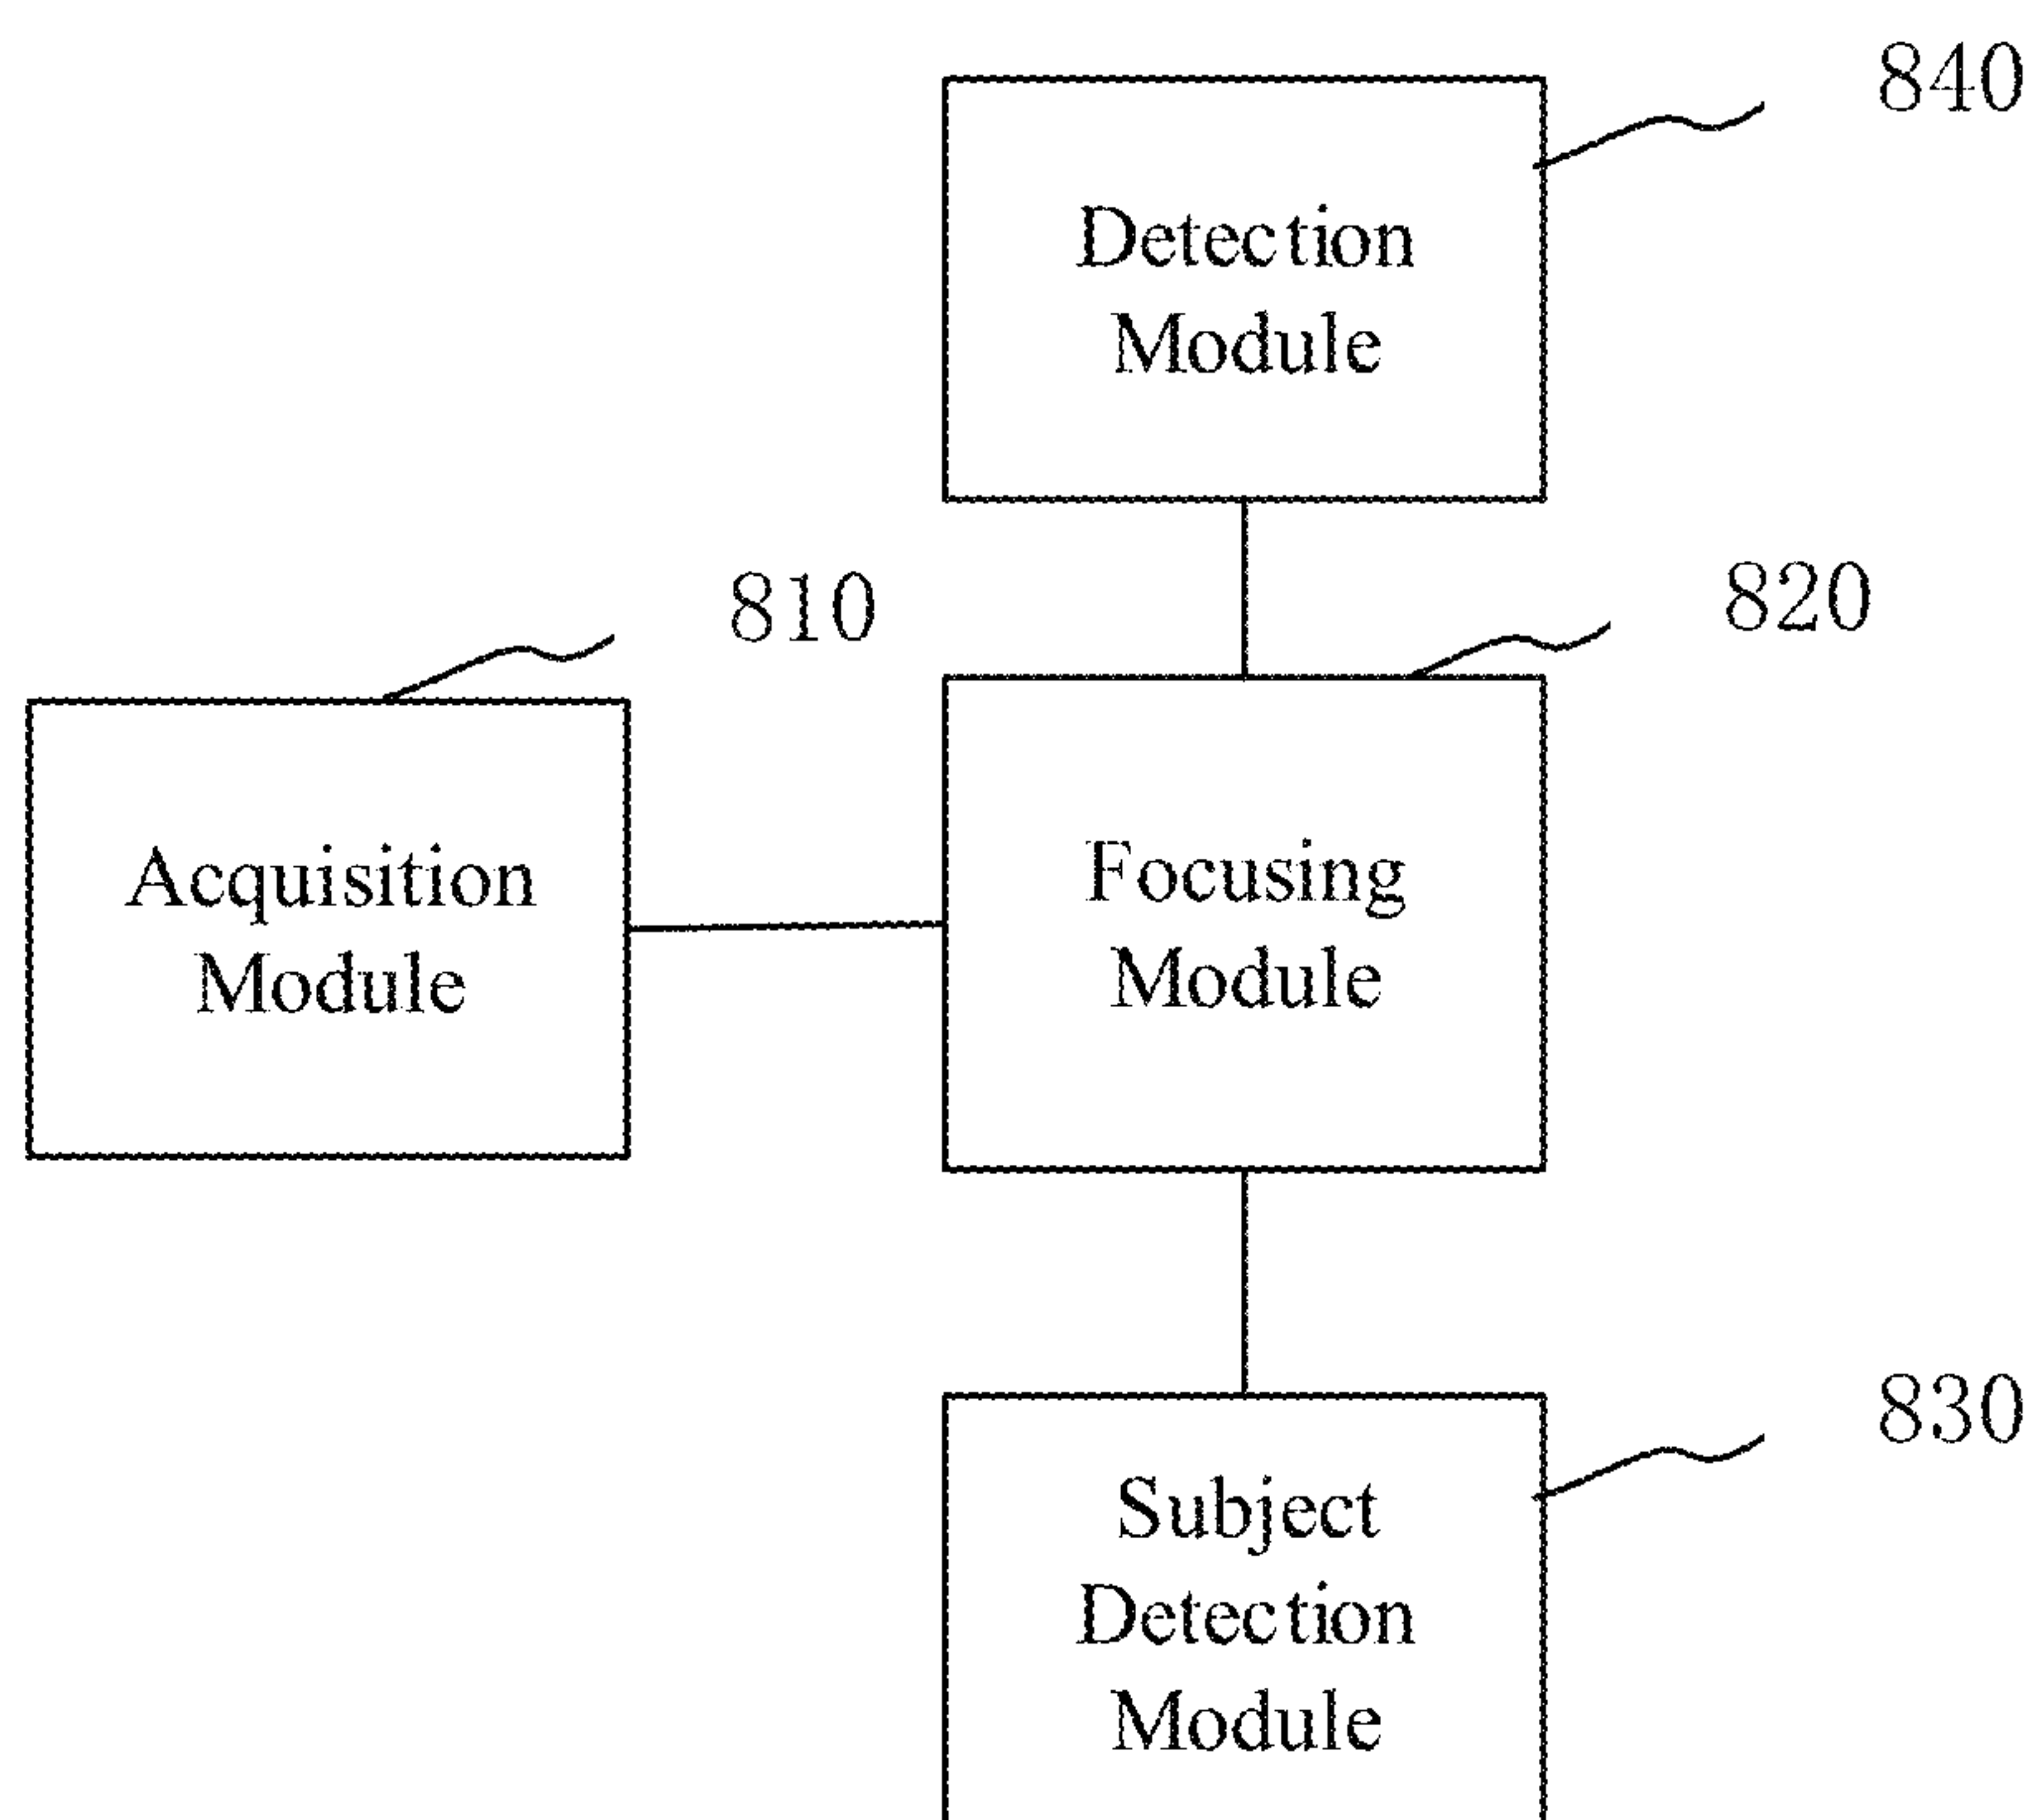 840
Detection
Module
810
820
Acquisition
Module
Focusing
Module
830
Subject
Detection
Module